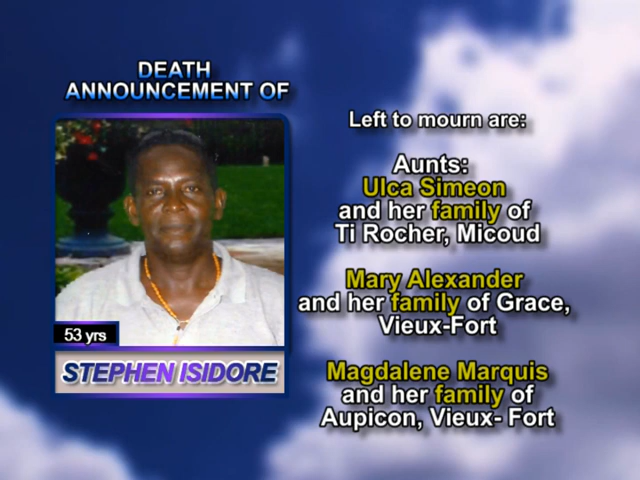 DEATH
ANNOUNCEMENT OF
53 yrs
STEPHEN ISIDORE
Left to mourn are:
Aunts:
Ulca Simeon
and her family of
Ti Rocher, Micoud
Mary Alexander
and her family of Grace,
Vieux-Fort
Magdalene Marquis
and her family of
Aupicon, Vieux- Fort